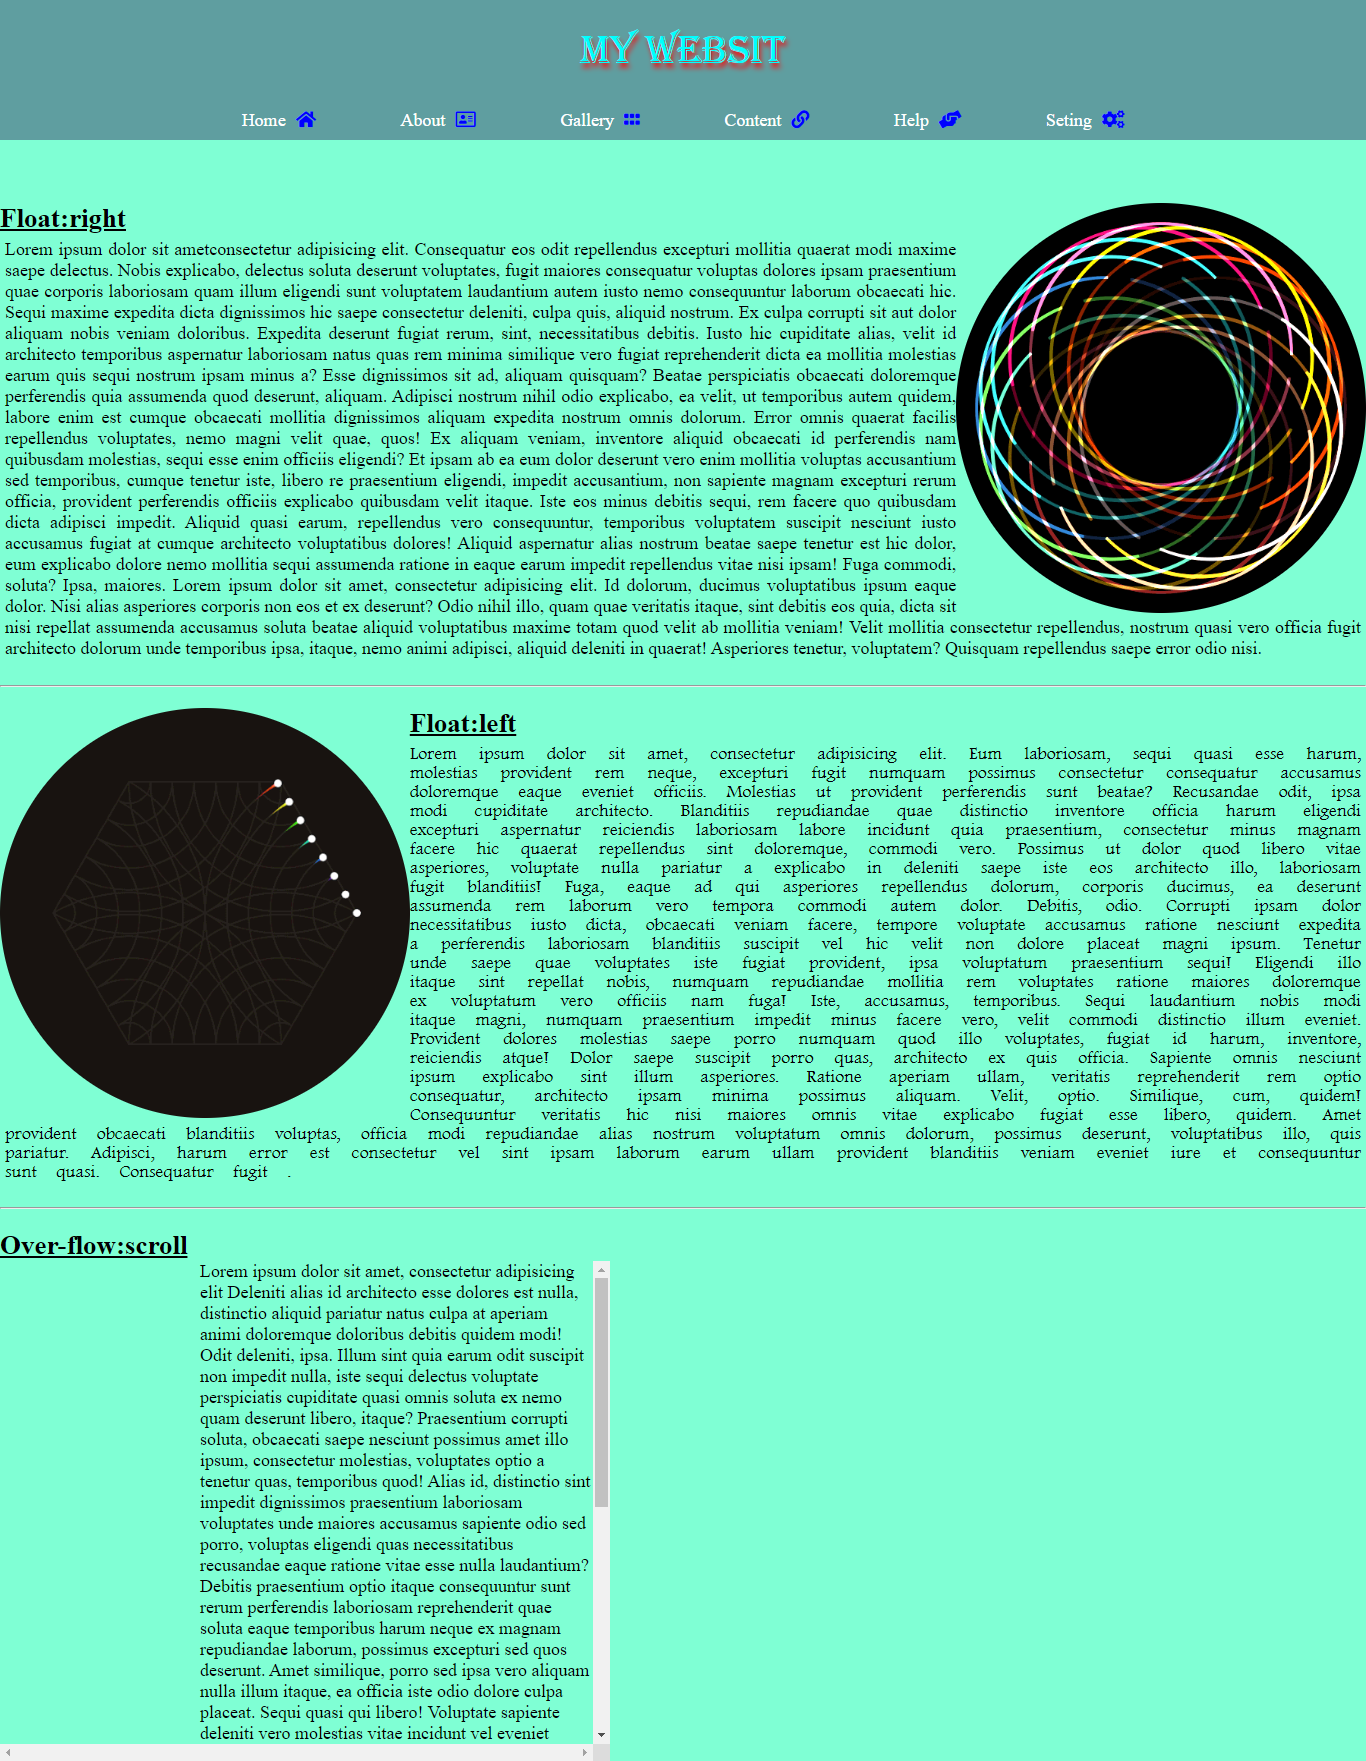 MY WEBSIT
Home About Gallery Content Help Seting
Float:right
Lorem ipsum dolor sit ametconsectetur adipisicing elit. Consequatur eos odit repellendus excepturi mollitia quaerat modi maxime
saepe delectus. Nobis explicabo, delectus soluta deserunt voluptates, fugit maiores consequatur voluptas dolores ipsam praesentium
quae corporis laboriosam quam illum eligendi sunt voluptatem laudantium autem iusto nemo consequuntur laborum obcaecati hic.
Sequi maxime expedita dicta dignissimos hic saepe consectetur deleniti, culpa quis, aliquid nostrum. Ex culpa corrupti sit aut dolor
aliquam nobis veniam doloribus. Expedita deserunt fugiat rerum, sint, necessitatibus debitis. Iusto hic cupiditate alias, velit id
architecto temporibus aspernatur laboriosam natus quas rem minima similique vero fugiat reprehenderit dicta ea mollitia molestias
earum quis sequi nostrum ipsam minus a? Esse dignissimos sit ad, aliquam quisquam? Beatae perspiciatis obcaecati doloremque
perferendis quia assumenda quod deserunt, aliquam. Adipisci nostrum nihil odio explicabo, ea velit, ut temporibus autem quidem,
labore enim est cumque obcaecati mollitia dignissimos aliquam expedita nostrum omnis dolorum. Error omnis quaerat facilis
repellendus voluptates, nemo magni velit quae, quos! Ex aliquam veniam, inventore aliquid obcaecati id perferendis nam
quibusdam molestias, sequi esse enim officiis eligendi? Et ipsam ab ea eum dolor deserunt vero enim mollitia voluptas accusantium
sed temporibus, cumque tenetur iste, libero re praesentium eligendi, impedit accusantium, non sapiente magnam excepturi rerum
officia, provident perferendis officiis explicabo quibusdam velit itaque. Iste eos minus debitis sequi, rem facere quo quibusdam
dicta adipisci impedit. Aliquid quasi earum, repellendus vero consequuntur, temporibus voluptatem suscipit nesciunt iusto
accusamus fugiat at cumque architecto voluptatibus dolores! Aliquid aspernatur alias nostrum beatae saepe tenetur est hic dolor,
eum explicabo dolore nemo mollitia sequi assumenda ratione in eaque earum impedit repellendus vitae nisi ipsam! Fuga commodi,
soluta? Ipsa, maiores. Lorem ipsum dolor sit amet, consectetur adipisicing elit. Id dolorum, ducimus voluptatibus ipsum eaque
dolor. Nisi alias asperiores corporis non eos et ex deserunt? Odio nihil illo, quam quae veritatis itaque, sint debitis eos quia, dicta sit
nisi repellat assumenda accusamus soluta beatae aliquid voluptatibus maxime totam quod velit ab mollitia veniam! Velit mollitia consectetur repellendus, nostrum quasi vero officia fugit
architecto dolorum unde temporibus ipsa, itaque, nemo animi adipisci, aliquid deleniti in quaerat! Asperiores tenetur, voluptatem? Quisquam repellendus saepe error odio nisi.
Float:left
Lorem ipsum dolor sit amet, consectetur adipisicing elit. Eum laboriosam, sequi quasi esse harum,
molestias provident rem neque, excepturi fugit numquam possimus consectetur consequatur accusamus
doloremque eaque eveniet officiis. Molestias ut provident perferendis sunt beatae? Recusandae odit, ipsa
modi cupiditate architecto. Blanditiis repudiandae quae distinctio inventore officia harum eligendi
excepturi aspernatur reiciendis laboriosam labore incidunt quia praesentium, consectetur minus magnam
facere hic quaerat repellendus sint doloremque, commodi vero. Possimus ut dolor quod libero vitae
asperiores, voluptate nulla pariatur a explicabo in deleniti saepe iste eos architecto illo, laboriosam
fugit blanditiis! Fuga, eaque ad qui asperiores repellendus dolorum, corporis ducimus, ea deserunt
assumenda rem laborum vero tempora commodi autem dolor. Debitis, odio. Corrupti ipsam dolor
necessitatibus iusto dicta, obcaecati veniam facere, tempore voluptate accusamus ratione nesciunt expedita
a perferendis laboriosam blanditiis suscipit vel hic velit non dolore placeat magni ipsum. Tenetur
unde saepe quae voluptates iste fugiat provident, ipsa voluptatum praesentium sequi! Eligendi illo
itaque sint repellat nobis, numquam repudiandae mollitia rem voluptates ratione maiores doloremque
ex voluptatum vero officiis nam fuga! Iste, accusamus, temporibus. Sequi laudantium nobis modi
itaque magni, numquam praesentium impedit minus facere vero, velit commodi distinctio illum eveniet.
Provident dolores molestias saepe porro numquam quod illo voluptates, fugiat id harum, inventore,
reiciendis atque! Dolor saepe suscipit porro quas, architecto ex quis officia. Sapiente omnis nesciunt
ipsum explicabo sint illum asperiores. Ratione aperiam ullam, veritatis reprehenderit rem optio
consequatur, architecto ipsam minima possimus aliquam. Velit, optio. Similique, cum, quidem!
Consequuntur veritatis hic nisi maiores omnis vitae explicabo fugiat esse libero, quidem. Amet
provident obcaecati blanditiis voluptas, officia modi repudiandae alias nostrum voluptatum omnis dolorum, possimus deserunt, voluptatibus illo, quis
pariatur. Adipisci, harum error est consectetur vel sint ipsam laborum earum ullam provident blanditiis veniam eveniet iure et consequuntur
sunt quasi. Consequatur fugit .
Over-flow:scroll
Lorem ipsum dolor sit amet, consectetur adipisicing
elit Deleniti alias id architecto esse dolores est nulla,
distinctio aliquid pariatur natus culpa at aperiam
animi doloremque doloribus debitis quidem modi!
Odit deleniti, ipsa. Illum sint quia earum odit suscipit
non impedit nulla, iste sequi delectus voluptate
perspiciatis cupiditate quasi omnis soluta ex nemo
quam deserunt libero, itaque? Praesentium corrupti
soluta, obcaecati saepe nesciunt possimus amet illo
ipsum, consectetur molestias, voluptates optio a
tenetur quas, temporibus quod! Alias id, distinctio sint
impedit dignissimos praesentium laboriosam
voluptates unde maiores accusamus sapiente odio sed
porro, voluptas eligendi quas necessitatibus
recusandae eaque ratione vitae esse nulla laudantium?
Debitis praesentium optio itaque consequuntur sunt
rerum perferendis laboriosam reprehenderit quae
soluta eaque temporibus harum neque ex magnam
repudiandae laborum, possimus excepturi sed quos
deserunt. Amet similique, porro sed ipsa vero aliquam
nulla illum itaque, ea officia iste odio dolore culpa
placeat. Sequi quasi qui libero! Voluptate sapiente
deleniti vero molestias vitae incidunt vel eveniet